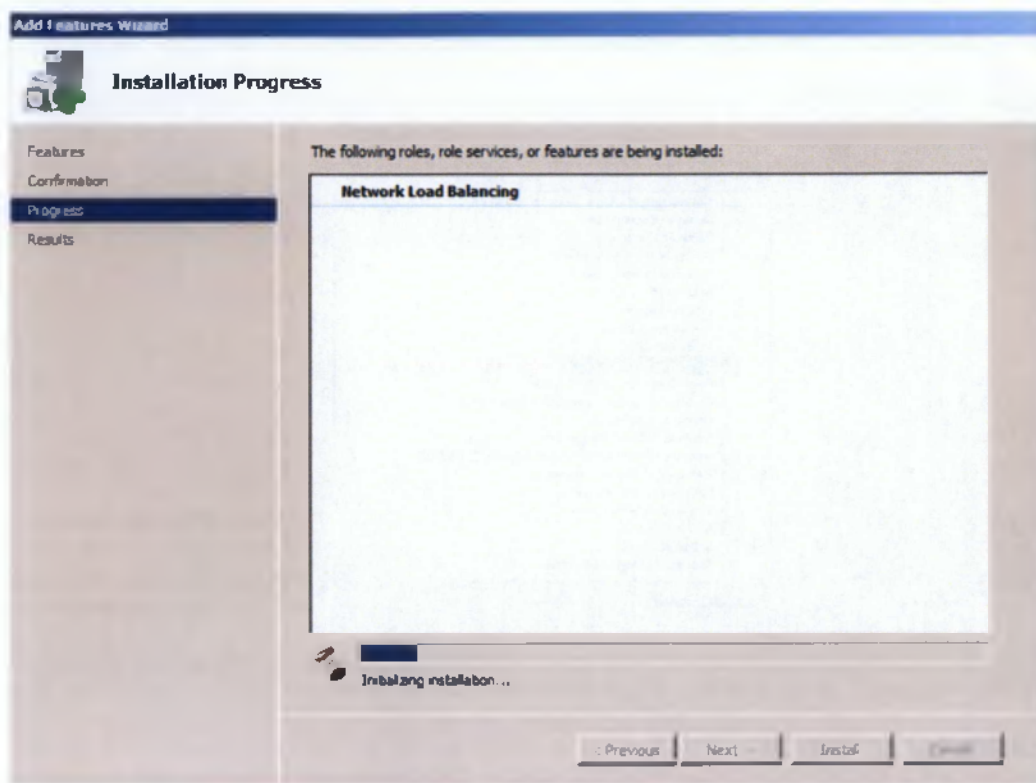 Add Features Wizard
Installation Progress
Features
Confirmation
Progress
Results
The following roles, role services, or features are being installed:
Network Load Balancing
Initializing installation...
< Previous
Next >
Install
Cancel